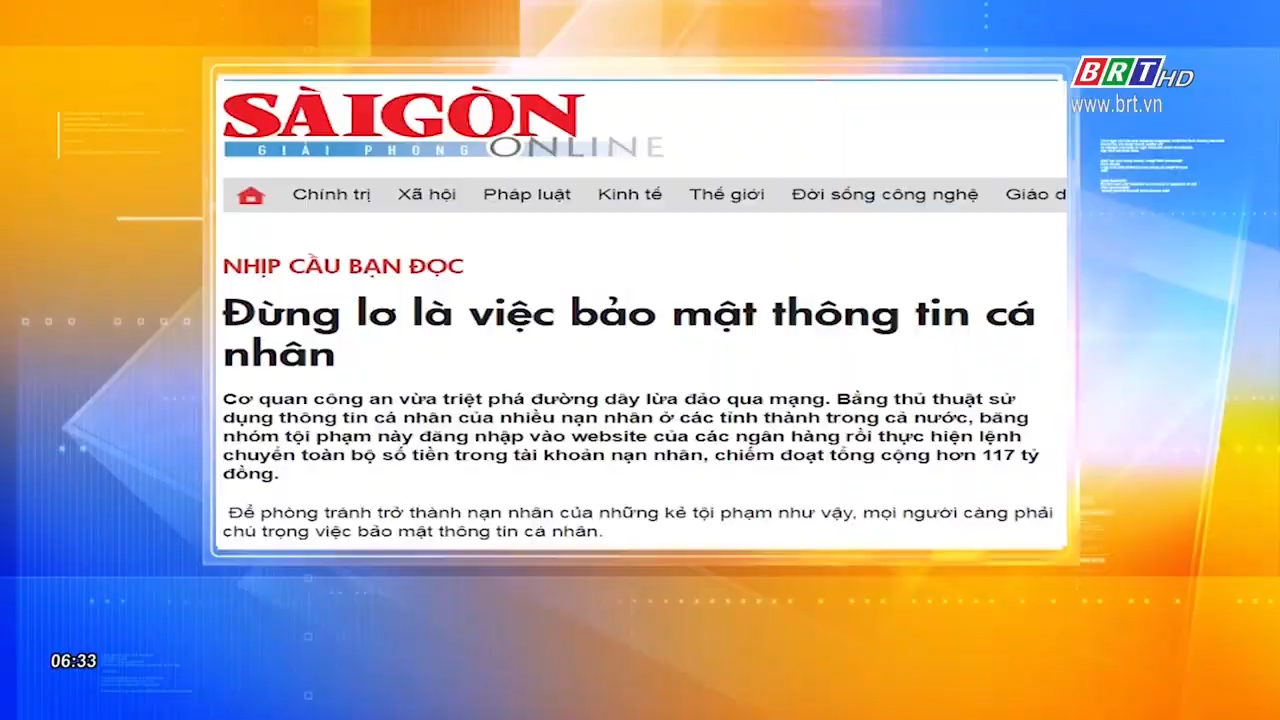 BRT HD
www.brt.vn
SÀIGÒN
GIẢI PHÓNG ONLINE
Chính trị Xã hội Pháp luật Kinh tế Thế giới Đời sống công nghệ Giáo d
NHỊP CẦU BẠN ĐỌC
Đừng lơ là việc bảo mật thông tin cá
nhân
Cơ quan công an vừa triệt phá đường dây lừa đảo qua mạng. Bằng thủ thuật sử
dụng thông tin cá nhân của nhiều nạn nhân ở các tỉnh thành trong cả nước, băng
nhóm tội phạm này đăng nhập vào website của các ngân hàng rồi thực hiện lệnh
chuyển toàn bộ số tiền trong tài khoản nạn nhân, chiếm đoạt tổng cộng hơn 117 tỷ
đồng.
Để phòng tránh trở thành nạn nhân của những kẻ tội phạm như vậy, mọi người càng phải
chú trọng việc bảo mật thông tin cá nhân.
06:33